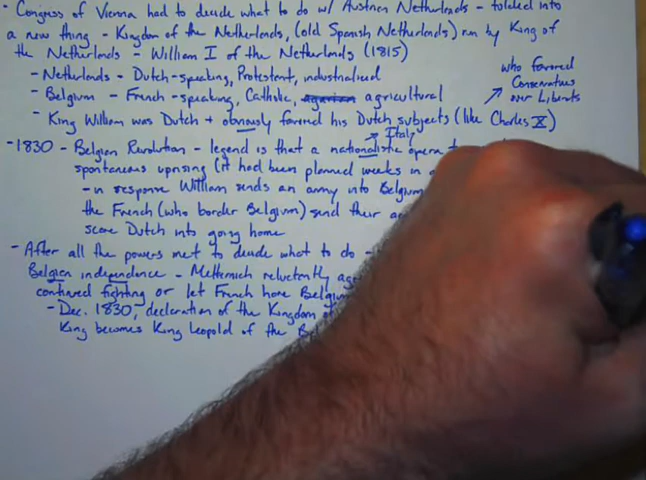 - Congress of Vienna had to decide what to do w/ Austrian Netherlands - folded into
a new thing - Kingdom of the Netherlands, (old Spanish Netherlands) run by King of
the Netherlands - William I of the Netherlands (1815)
- Netherlands - Dutch-speaking, Protestant, industrialized
- Belgium - French-speaking, Catholic, agricultural
who favored
Conservatives
over Liberals
- King William was Dutch + obviously favored his Dutch subjects (like Charles X)
Italy
- 1830 - Belgian Revolution - legend is that a nationalistic opera
spontaneous uprising (it had been planned weeks in
- in response William sends an army into Belgium
the French (who border Belgium) send their
scare Dutch into going home
- After all the powers met to decide what to do -
Belgian independence - Metternich reluctantly
continued fighting or let French have
- Dec. 1830, declaration of the Kingdom
King becomes King Leopold of the